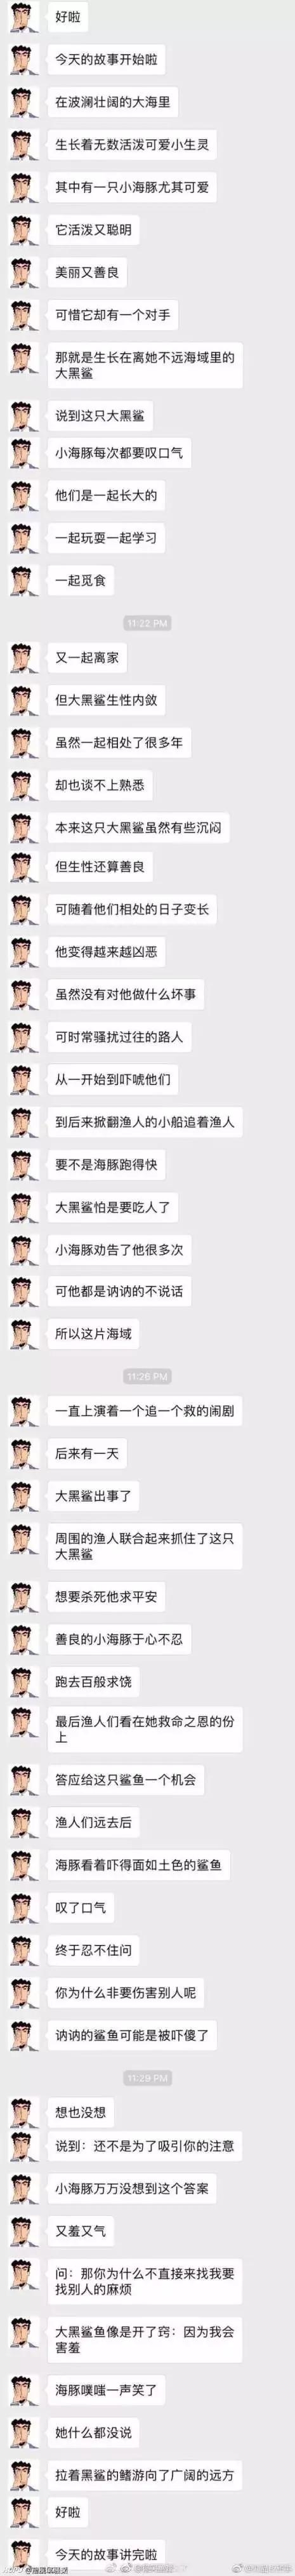 好啦
今天的故事开始啦
在波澜壮阔的大海里
生长着无数活泼可爱小生灵
其中有一只小海豚尤其可爱
它活泼又聪明
美丽又善良
可惜它却有一个对手
那就是生长在离她不远海域里的
大黑鲨
说到这只大黑鲨
小海豚每次都要叹口气
他们是一起长大的
一起玩耍一起学习
一起觅食
11:22 PM
又一起离家
但大黑鲨生性内敛
虽然一起相处了很多年
却也谈不上熟悉
本来这只大黑鲨虽然有些沉闷
但生性还算善良
可随着他们相处的日子变长
他变得越来越凶恶
虽然没有对他做什么坏事
可时常骚扰过往的路人
从一开始到吓唬他们
到后来掀翻渔人的小船追着渔人
要不是海豚跑得快
大黑鲨怕是要吃人了
小海豚劝告了他很多次
可他都是讷讷的不说话
所以这片海域
11:26 PM
一直上演着一个追一个救的闹剧
后来有一天
大黑鲨出事了
周围的渔人联合起来抓住了这只
大黑鲨
想要杀死他求平安
善良的小海豚于心不忍
跑去百般求饶
最后渔人们看在她救命之恩的份
上
答应给这只鲨鱼一个机会
渔人们远去后
海豚看着吓得面如土色的鲨鱼
叹了口气
终于忍不住问
你为什么非要伤害别人呢
讷讷的鲨鱼可能是被吓傻了
11:29 PM
想也没想
说到：还不是为了吸引你的注意
小海豚万万没想到这个答案
又羞又气
问：那你为什么不直接来找我要
找别人的麻烦
大黑鲨鱼像是开了窍：因为我会
害羞
海豚噗嗤一声笑了
她什么都没说
拉着黑鲨的鳍游向了广阔的远方
好啦
今天的故事讲完啦